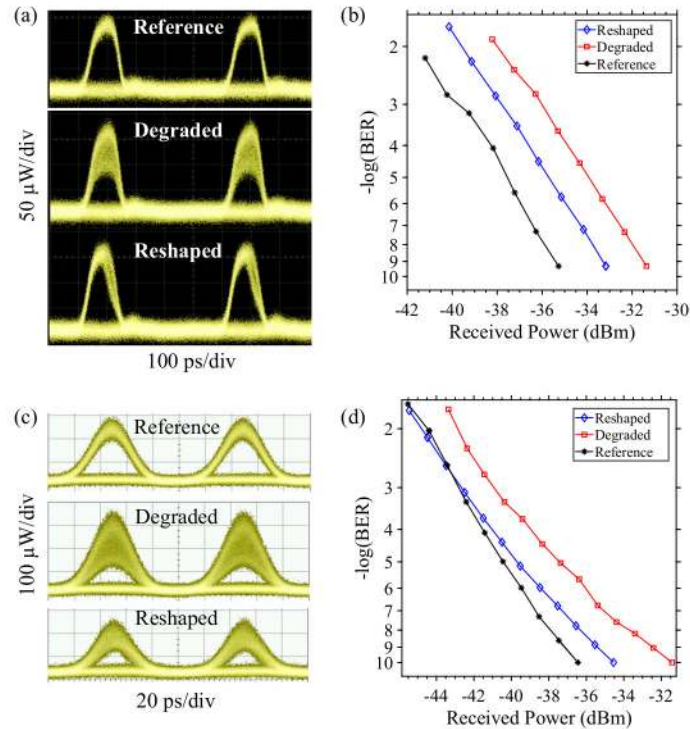 (a)
Reference
Degraded
Reshaped
50 μW/div
100 ps/div
(b)
Reshaped
Degraded
Reference
2
3
4
5
6
7
8
9
10
-log(BER)
-42 -40 -38 -36 -34 -32 -30
Received Power (dBm)
(c)
Reference
Degraded
Reshaped
100 μW/div
20 ps/div
(d)
Reshaped
Degraded
Reference
2
3
4
5
6
7
8
9
10
-log(BER)
-44 -42 -40 -38 -36 -34 -32
Received Power (dBm)